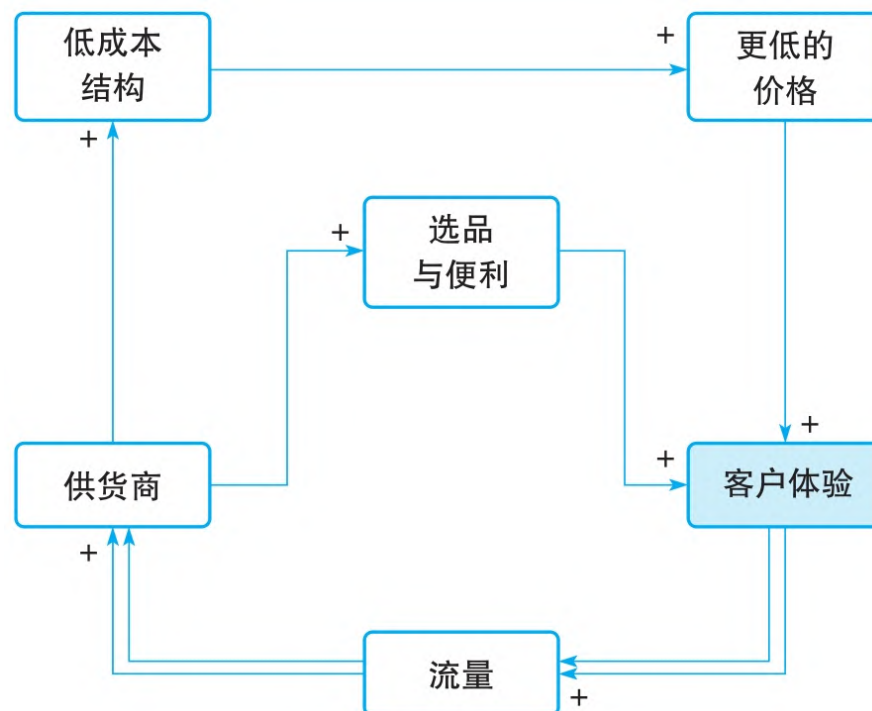 低成本
结构
+
更低的
价格
+
+
选品
与便利
+
+
供货商
+
客户体验
+
流量
+